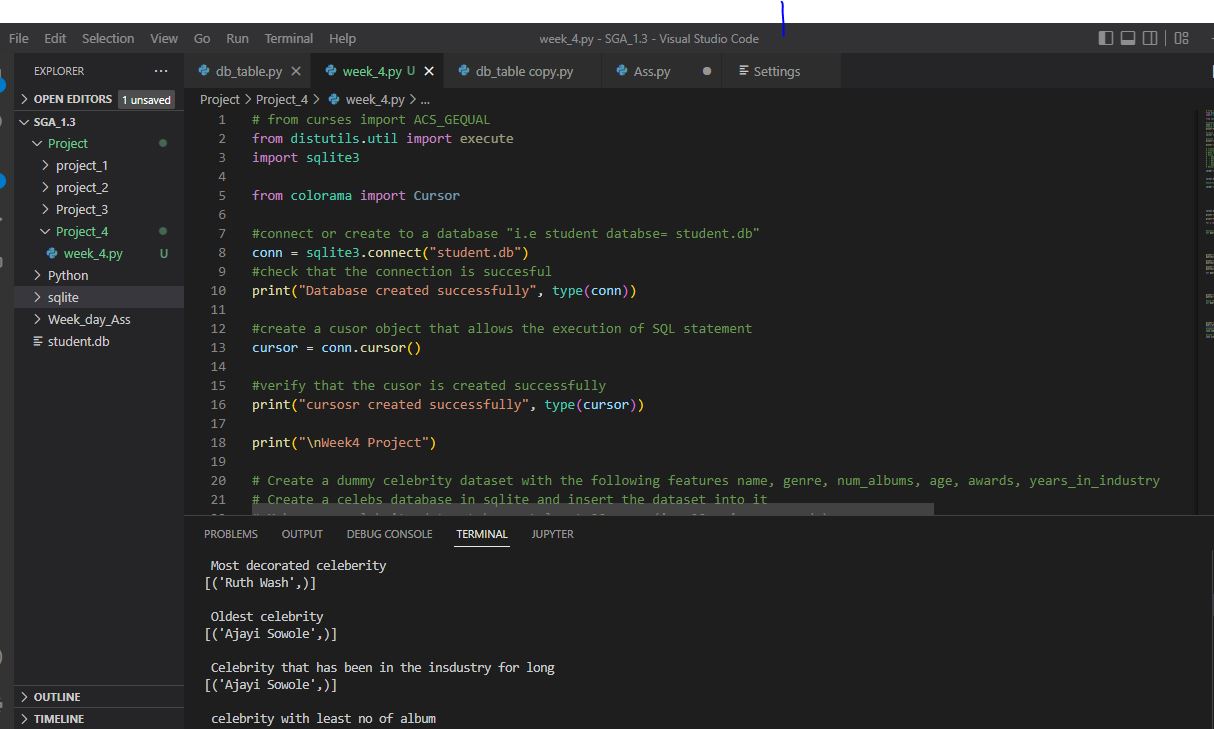 File Edit Selection View Go Run Terminal Help week_4.py - SGA_1.3 - Visual Studio Code
EXPLORER ...
db_table.py week_4.py U db_table copy.py Ass.py Settings
OPEN EDITORS 1 unsaved
SGA_1.3
Project
project_1
project_2
Project_3
Project_4
week_4.py U
Python
sqlite
Week_day_Ass
student.db
OUTLINE
TIMELINE
Project > Project_4 > week_4.py > ...
1 # from curses import ACS_GEQUAL
2 from distutils.util import execute
3 import sqlite3
4
5 from colorama import Cursor
6
7 #connect or create to a database "i.e student databse= student.db"
8 conn = sqlite3.connect("student.db")
9 #check that the connection is succesful
10 print("Database created successfully", type(conn))
11
12 #create a cusor object that allows the execution of SQL statement
13 cursor = conn.cursor()
14
15 #verify that the cusor is created successfully
16 print("cursosr created successfully", type(cursor))
17
18 print("\nWeek4 Project")
19
20 # Create a dummy celebrity dataset with the following features name, genre, num_albums, age, awards, years_in_industry
21 # Create a celebs database in sqlite and insert the dataset into it
PROBLEMS OUTPUT DEBUG CONSOLE TERMINAL JUPYTER
Most decorated celeberity
[('Ruth Wash',)]
Oldest celebrity
[('Ajayi Sowole',)]
Celebrity that has been in the insdustry for long
[('Ajayi Sowole',)]
celebrity with least no of album